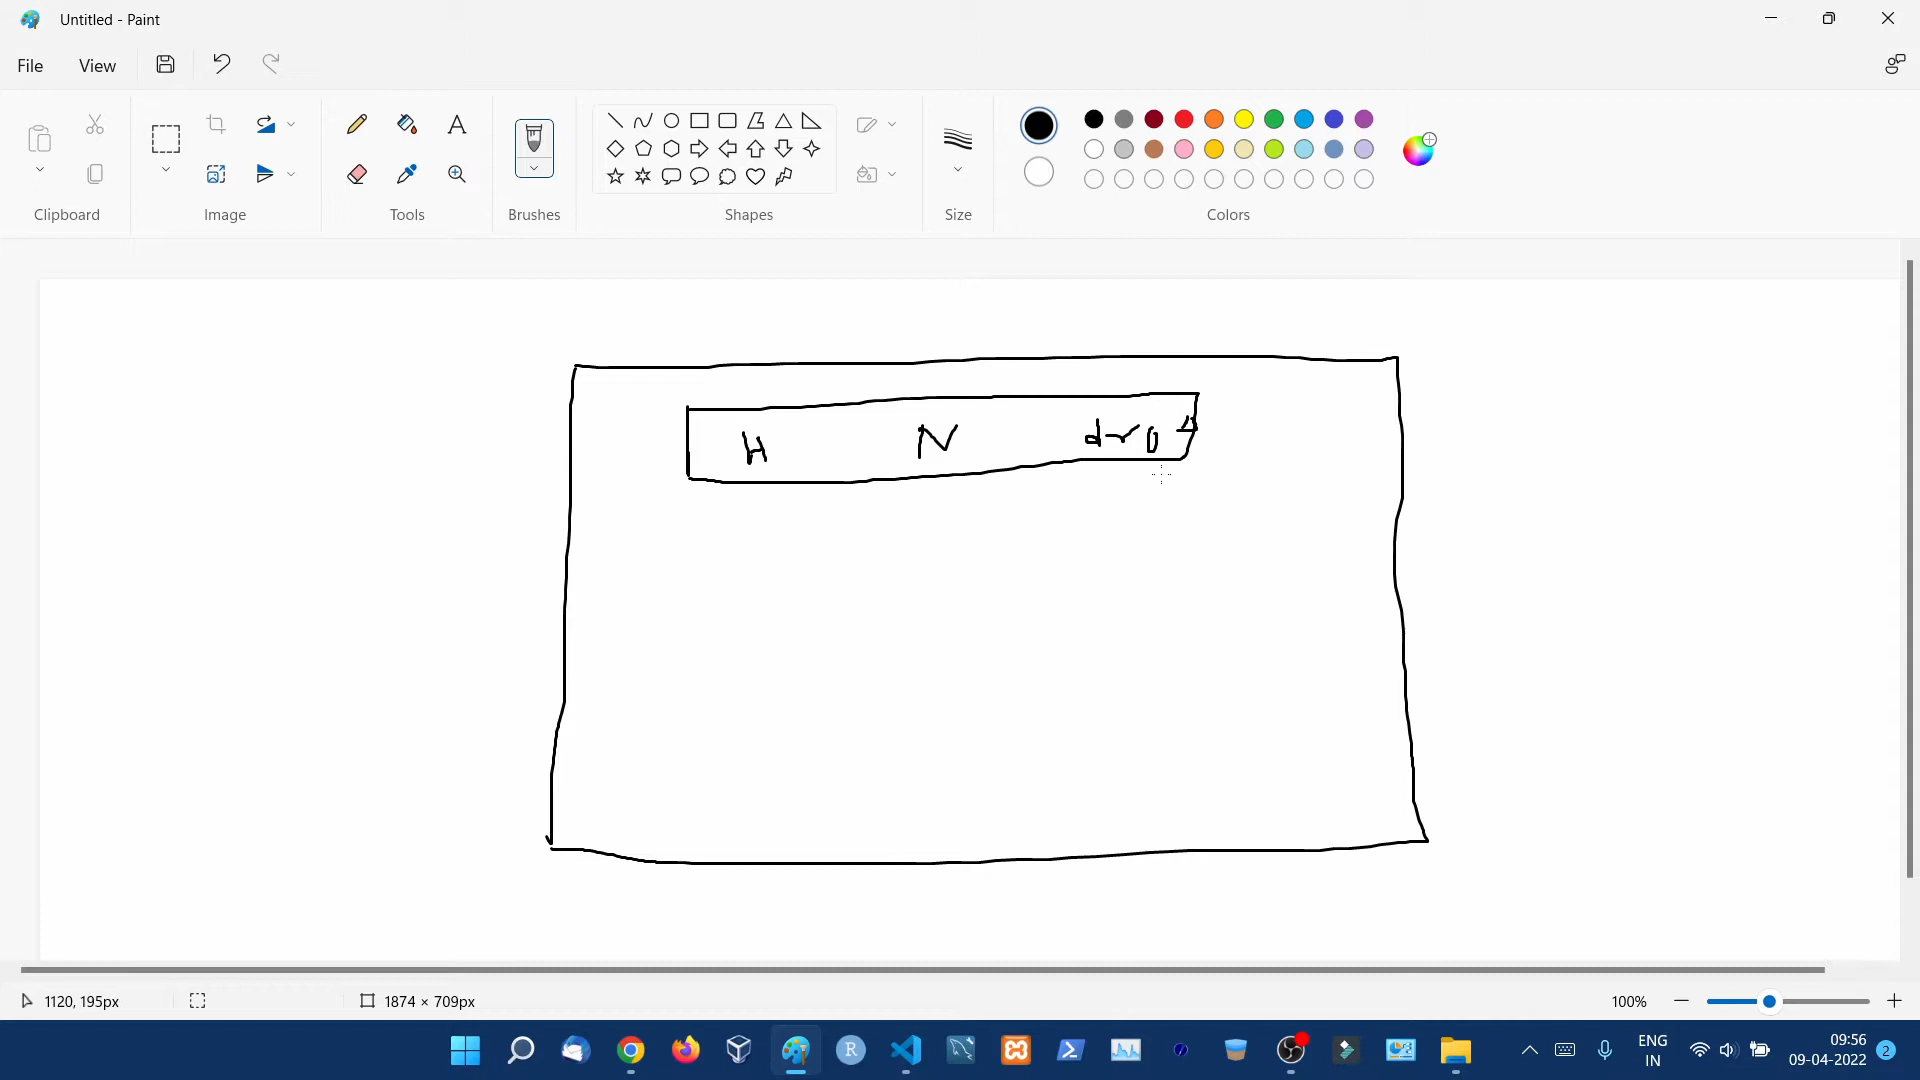 Untitled - Paint
File View
Clipboard Image Tools Brushes Shapes Size Colors
H N dro
1120, 195px 1874 × 709px 100%
ENG 09:56
IN 09-04-2022 2